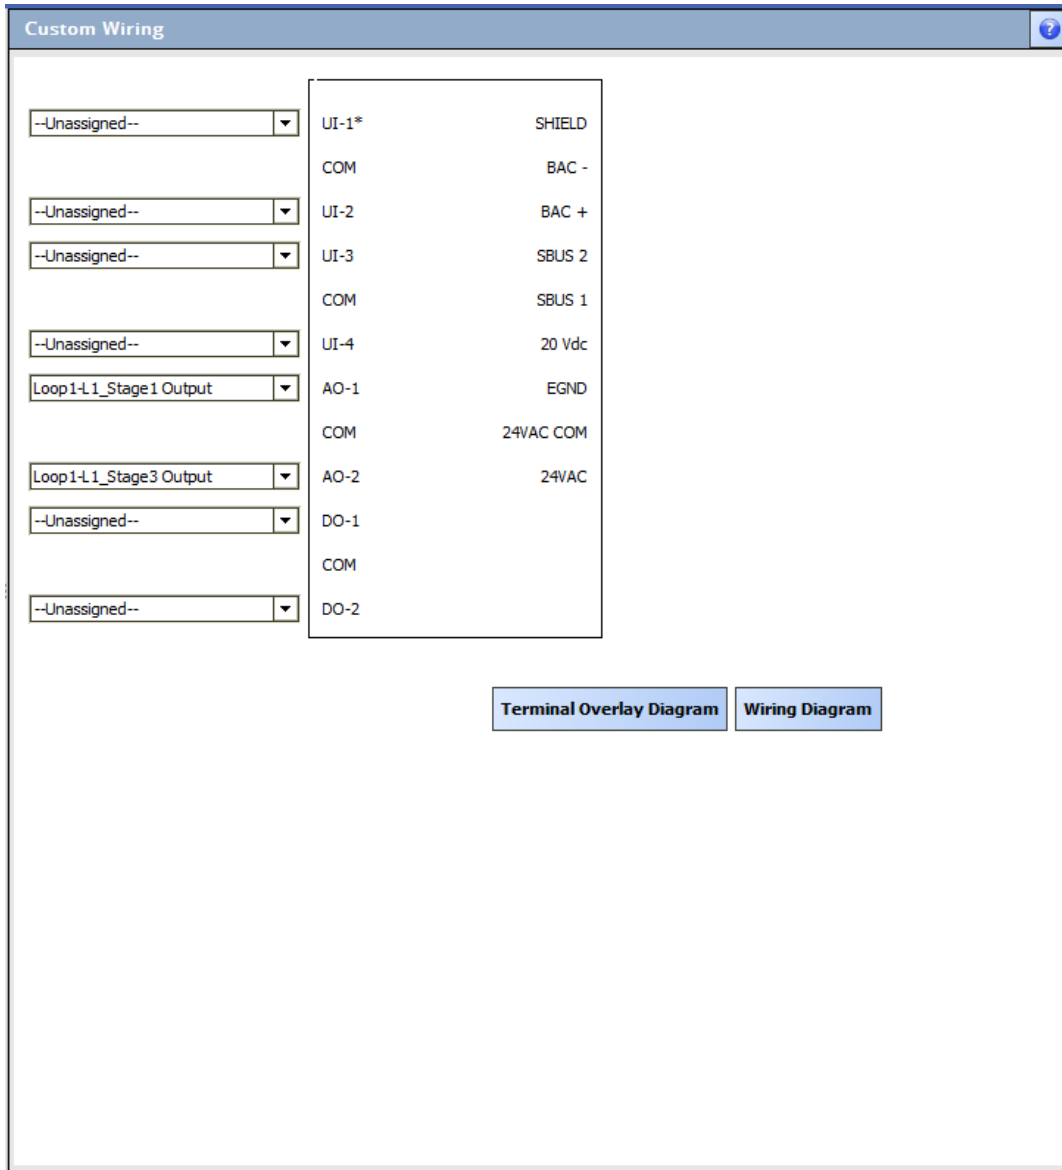 Custom Wiring
?
--Unassigned-- UI-1* SHIELD
COM BAC -
--Unassigned-- UI-2 BAC +
--Unassigned-- UI-3 SBUS 2
COM SBUS 1
--Unassigned-- UI-4 20 Vdc
Loop1-L1_Stage1 Output AO-1 EGND
COM 24VAC COM
Loop1-L1_Stage3 Output AO-2 24VAC
--Unassigned-- DO-1
COM
--Unassigned-- DO-2
Terminal Overlay Diagram Wiring Diagram